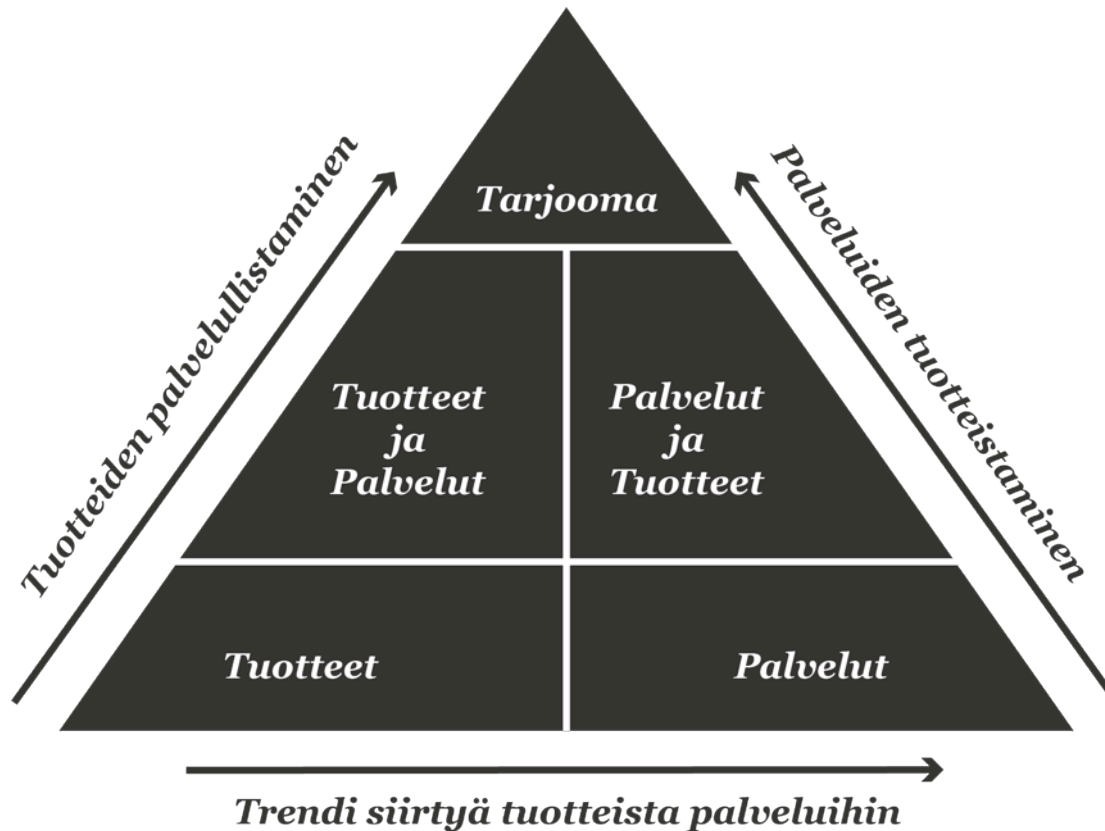 Tarjooma
Tuotteiden palvelullistaminen
Palveluiden tuotteistaminen
Tuotteet
ja
Palvelut
Palvelut
ja
Tuotteet
Tuotteet
Palvelut
Trendi siirtyä tuotteista palveluihin